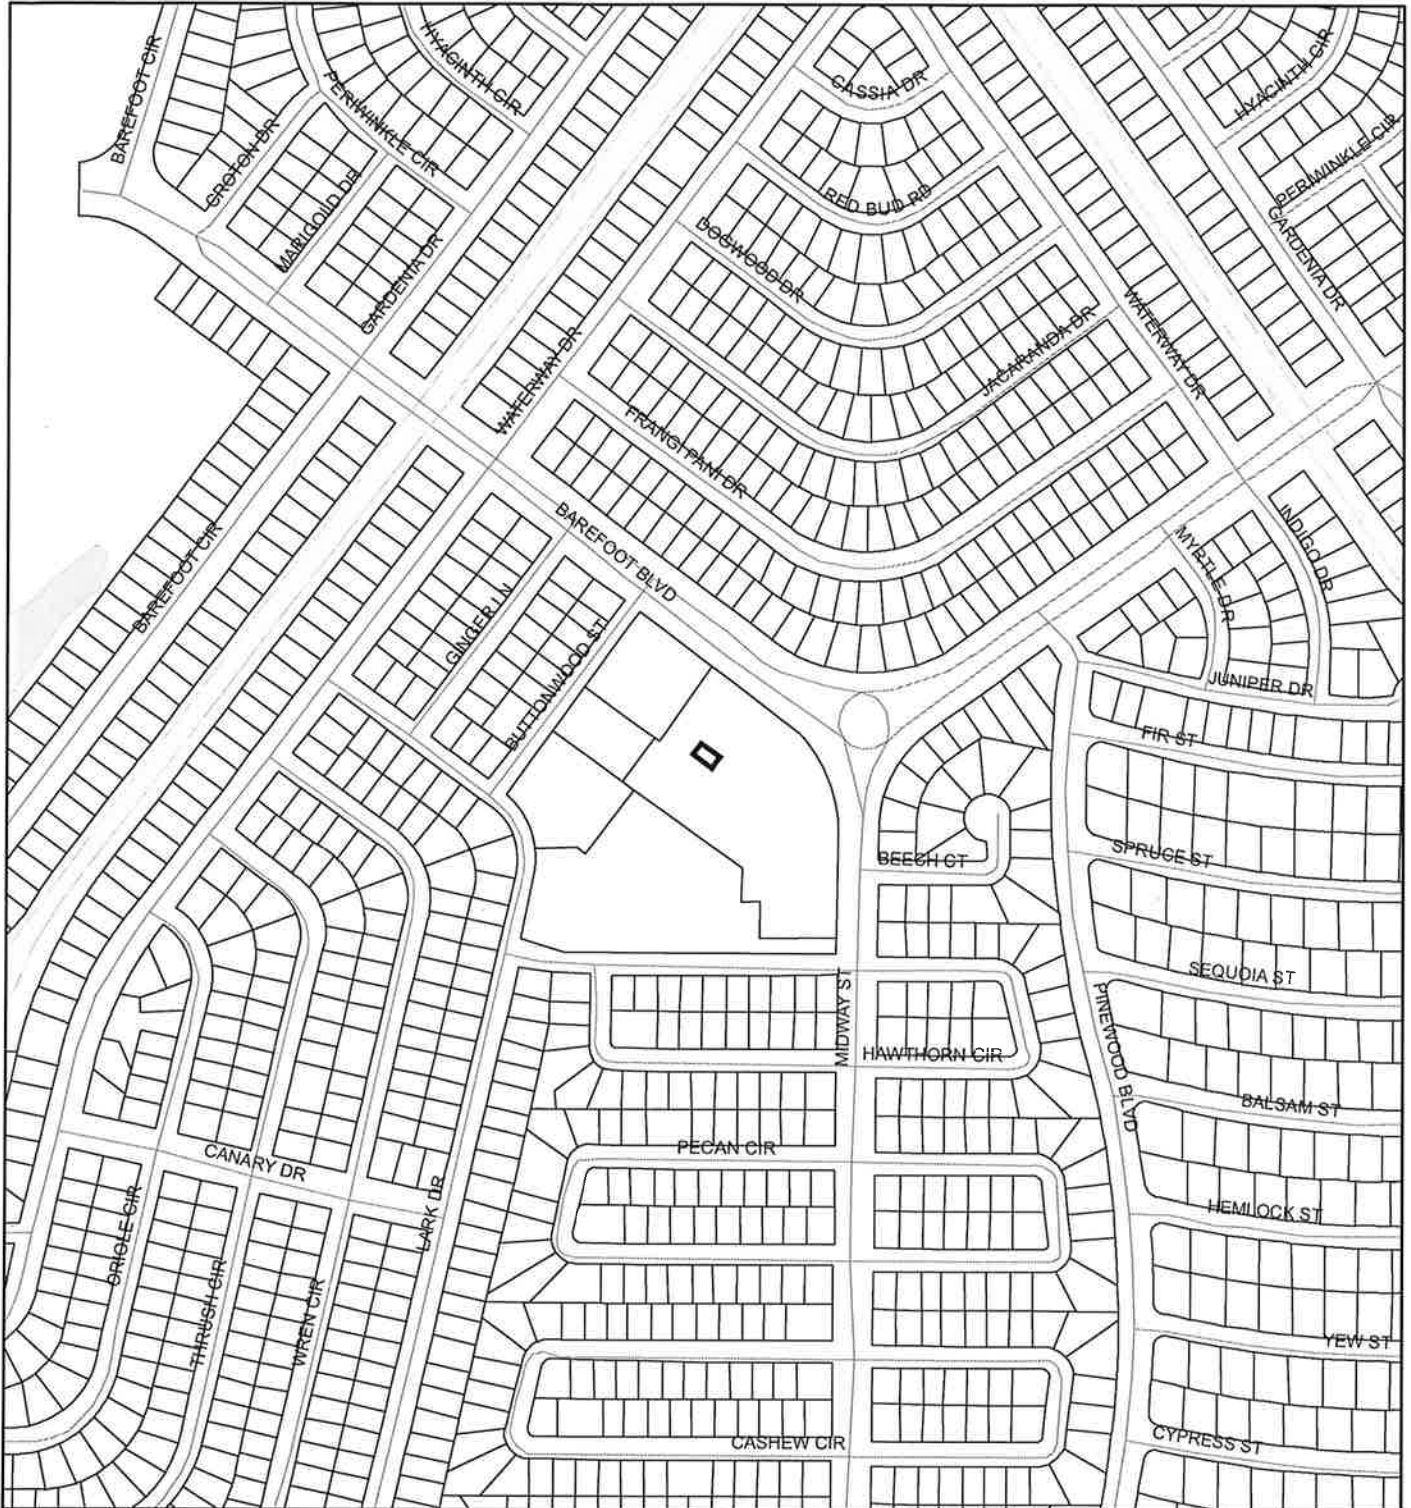 HYACINTH CIR
HYACINTH CIR
BAREFOOT CIR
CASSIA DR
PERIWINKLE CIR
CROTON DR
PERIWINKLE CIR
RED BUD RD
MARIGOLD DR
DOGWOOD DR
GARDENIA DR
GARDENIA DR
WATERWAY DR
JACARANDA DR
WATERWAY DR
FRANGI PANI DR
BAREFOOT BLVD
INDIGO DR
MYRTLE DR
BAREFOOT CIR
GINGER LN
BUTTONWOOD ST
JUNIPER DR
FIR ST
BEECH CT
SPRUCE ST
SEQUOIA ST
MIDWAY ST
PINEWOOD BLVD
HAWTHORN CIR
BALSAM ST
PECAN CIR
CANARY DR
LARK DR
HEMLOCK ST
ORIOLE CIR
THRUSH CIR
WREN CIR
YEW ST
CASHEW CIR
CYPRESS ST